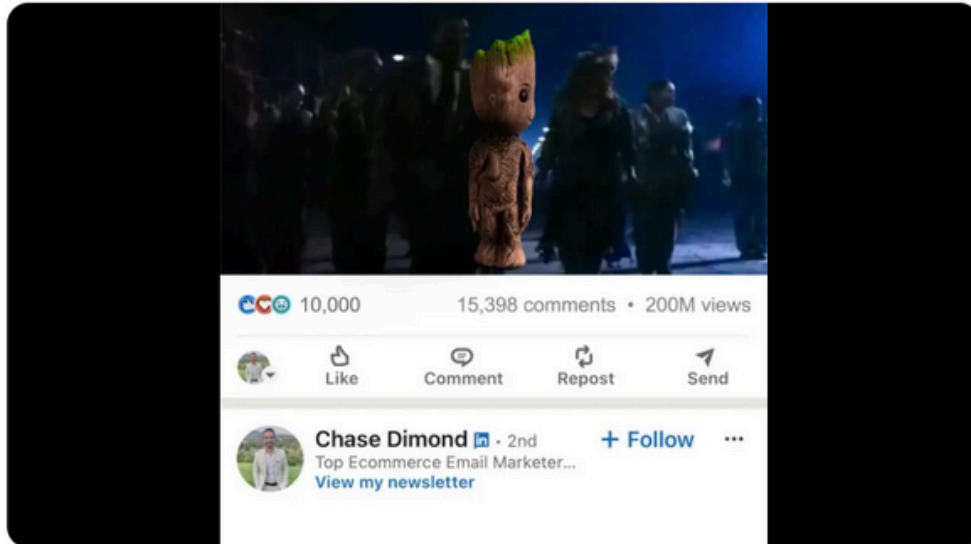 10,000 15,398 comments • 200M views
Like Comment Repost Send
Chase Dimond in · 2nd + Follow ...
Top Ecommerce Email Marketer...
View my newsletter